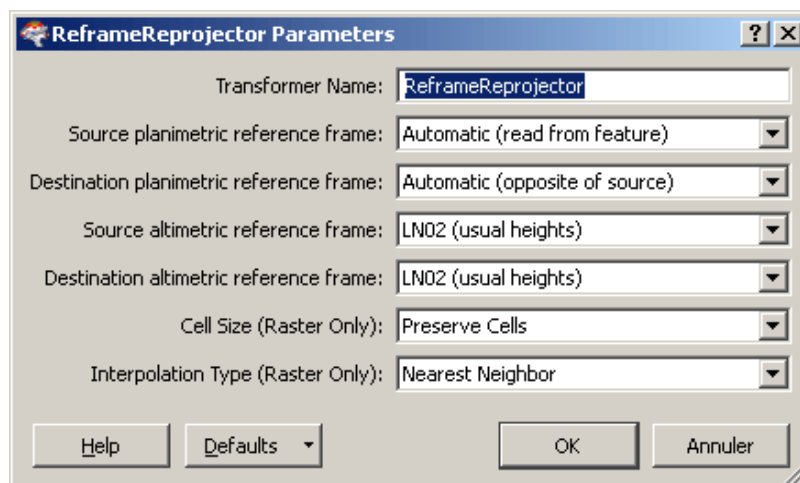 ReframeReprojector Parameters
Transformer Name: ReframeReprojector
Source planimetric reference frame: Automatic (read from feature)
Destination planimetric reference frame: Automatic (opposite of source)
Source altimetric reference frame: LN02 (usual heights)
Destination altimetric reference frame: LN02 (usual heights)
Cell Size (Raster Only): Preserve Cells
Interpolation Type (Raster Only): Nearest Neighbor
Help Defaults OK Annuler